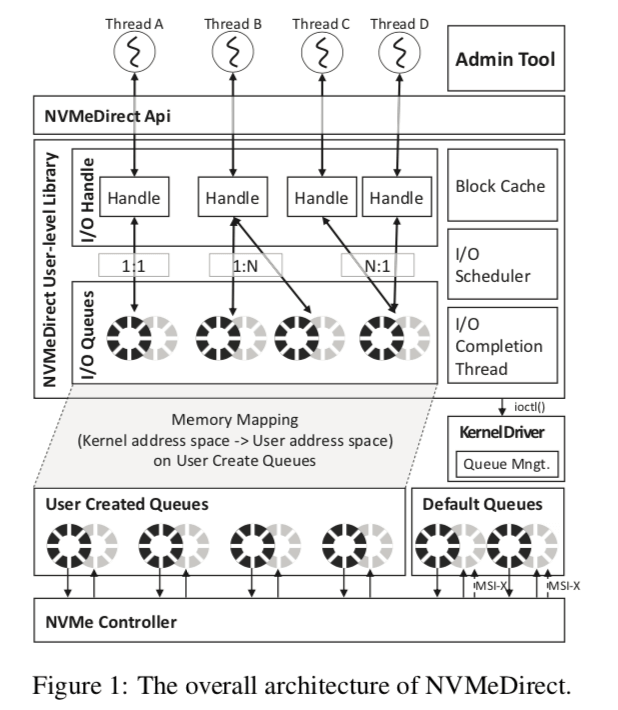 Thread A Thread B Thread C Thread D
Admin Tool
NVMeDirect Api
NVMeDirect User-level Library
I/O Handle
Handle Handle Handle Handle
Block Cache
1:1 1:N N:1
I/O
Scheduler
I/O Queues
I/O
Completion
Thread
ioctl()
Memory Mapping
(Kernel address space -> User address space)
on User Create Queues
KernelDriver
Queue Mngt.
User Created Queues
Default Queues
MSI-X MSI-X
NVMe Controller
Figure 1: The overall architecture of NVMeDirect.